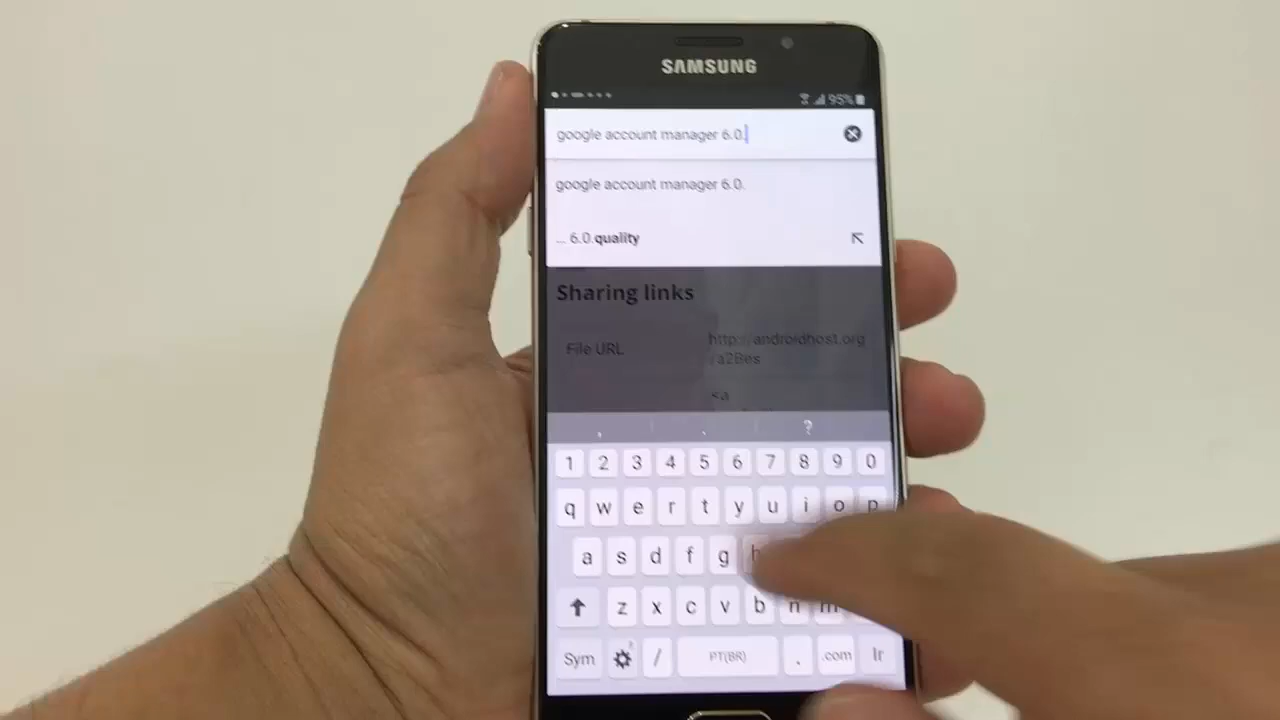 SAMSUNG
95%
google account manager 6.0.
google account manager 6.0.
... 6.0.quality
Sharing links
File URL
http://androidhost.org
/a2Bes
<a
, . ?
1 2 3 4 5 6 7 8 9 0
q w e r t y u i o p
a s d f g h
z x c v b n m
Sym / PT(BR) . .com Ir